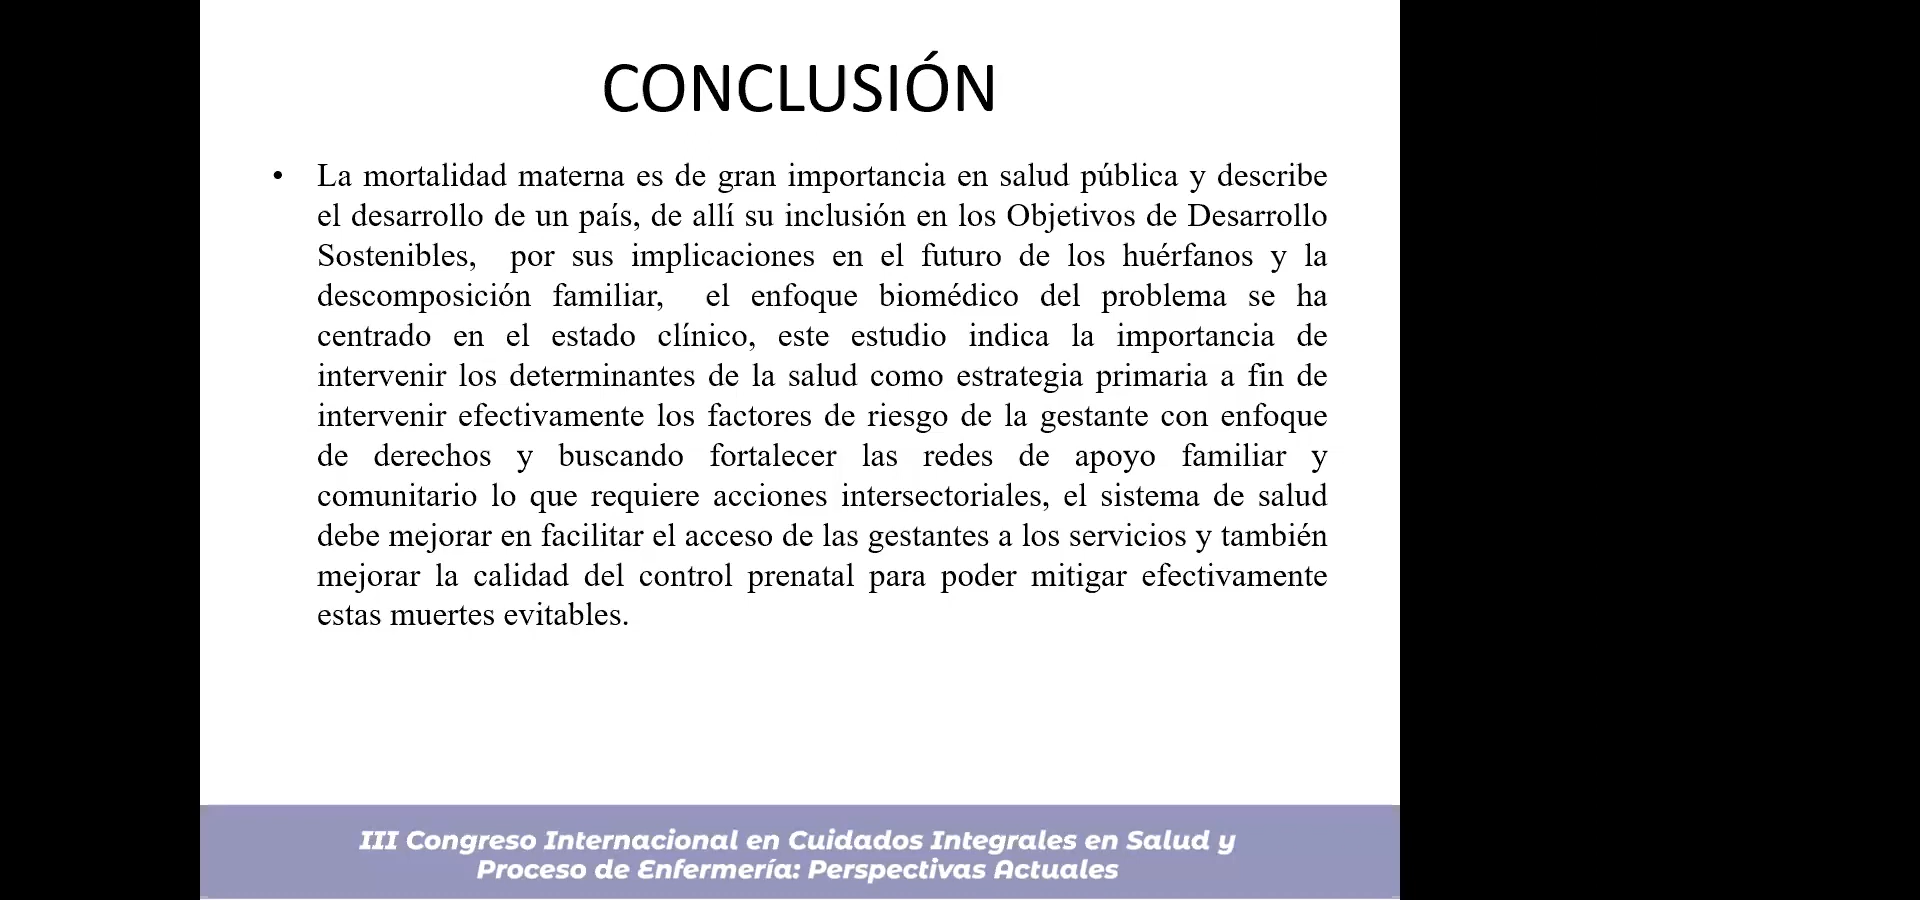 CONCLUSIÓN
• La mortalidad materna es de gran importancia en salud pública y describe
el desarrollo de un país, de allí su inclusión en los Objetivos de Desarrollo
Sostenibles, por sus implicaciones en el futuro de los huérfanos y la
descomposición familiar, el enfoque biomédico del problema se ha
centrado en el estado clínico, este estudio indica la importancia de
intervenir los determinantes de la salud como estrategia primaria a fin de
intervenir efectivamente los factores de riesgo de la gestante con enfoque
de derechos y buscando fortalecer las redes de apoyo familiar y
comunitario lo que requiere acciones intersectoriales, el sistema de salud
debe mejorar en facilitar el acceso de las gestantes a los servicios y también
mejorar la calidad del control prenatal para poder mitigar efectivamente
estas muertes evitables.
III Congreso Internacional en Cuidados Integrales en Salud y
Proceso de Enfermería: Perspectivas Actuales